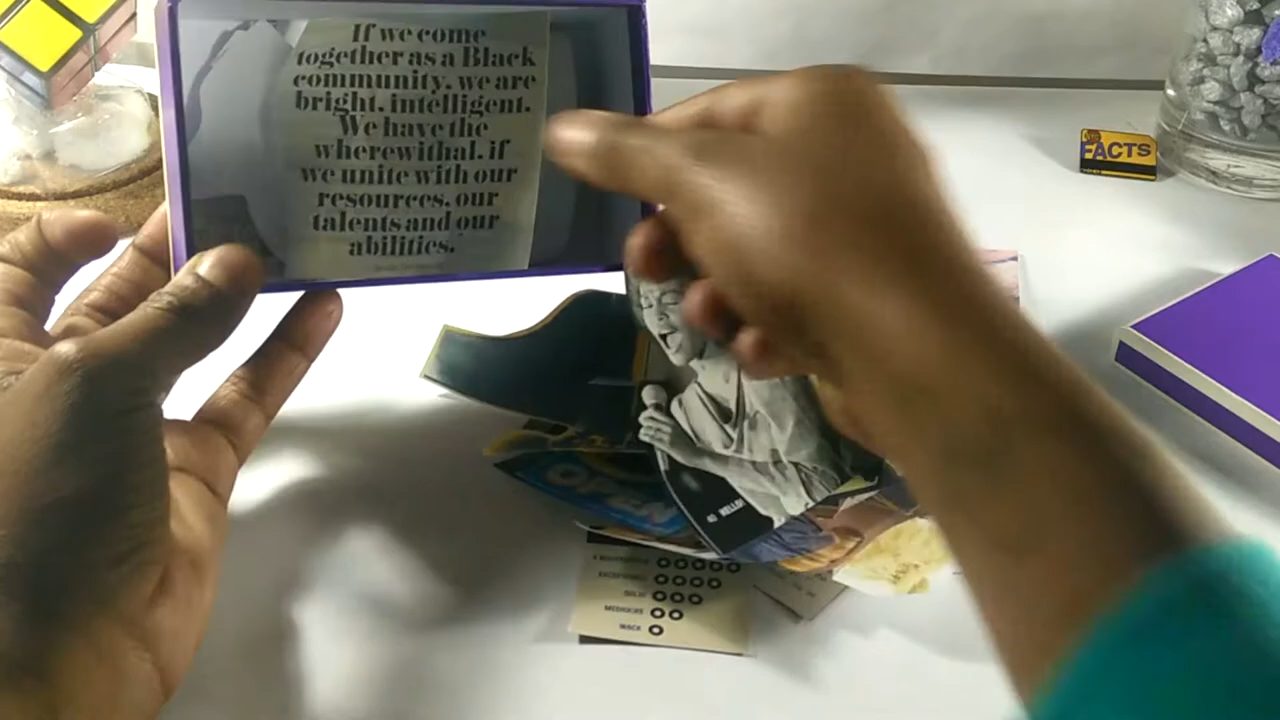 If we come
together as a Black
community, we are
bright, intelligent.
We have the
wherewithal, if
we unite with our
resources, our
talents and our
abilities.
FACTS
OPEN
EXCEPTIONAL
SOLID
MEDIOCRE
WACK